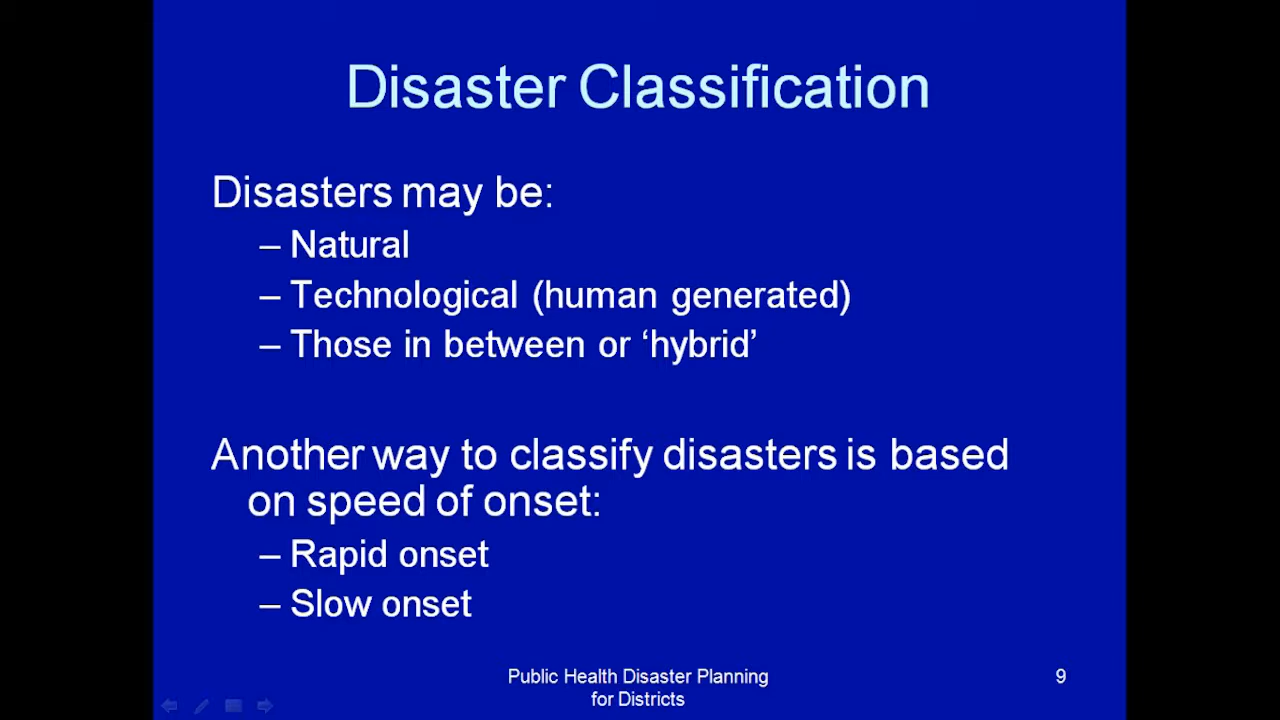 Disaster Classification
Disasters may be:
– Natural
– Technological (human generated)
– Those in between or ‘hybrid’
Another way to classify disasters is based
on speed of onset:
– Rapid onset
– Slow onset
Public Health Disaster Planning
for Districts
9